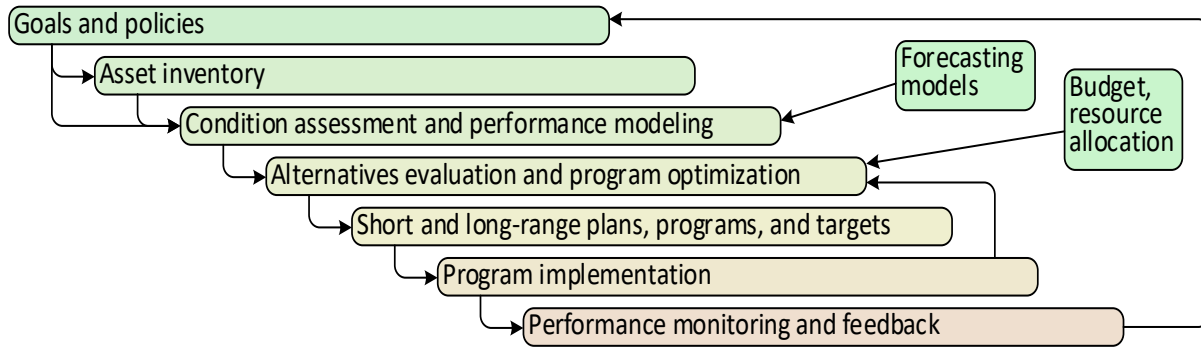 Goals and policies
Asset inventory
Forecasting
models
Budget,
resource
allocation
Condition assessment and performance modeling
Alternatives evaluation and program optimization
Short and long-range plans, programs, and targets
Program implementation
Performance monitoring and feedback